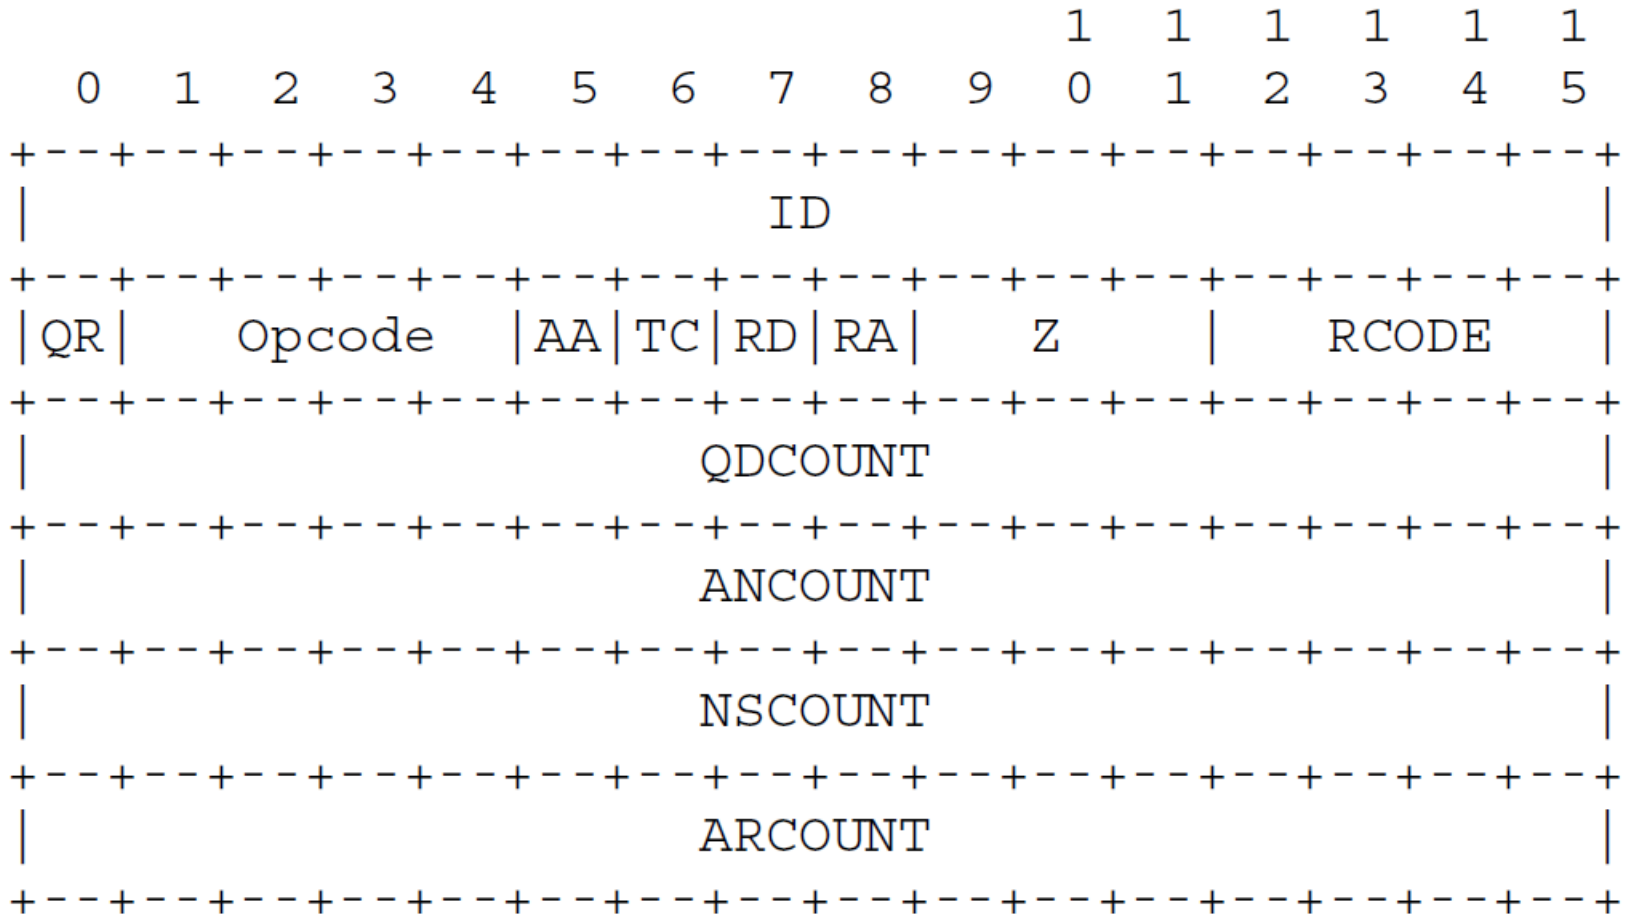 1  1  1  1  1  1
  0  1  2  3  4  5  6  7  8  9  0  1  2  3  4  5
+--+--+--+--+--+--+--+--+--+--+--+--+--+--+--+--+
|                      ID                       |
+--+--+--+--+--+--+--+--+--+--+--+--+--+--+--+--+
|QR|   Opcode  |AA|TC|RD|RA|   Z    |   RCODE   |
+--+--+--+--+--+--+--+--+--+--+--+--+--+--+--+--+
|                    QDCOUNT                    |
+--+--+--+--+--+--+--+--+--+--+--+--+--+--+--+--+
|                    ANCOUNT                    |
+--+--+--+--+--+--+--+--+--+--+--+--+--+--+--+--+
|                    NSCOUNT                    |
+--+--+--+--+--+--+--+--+--+--+--+--+--+--+--+--+
|                    ARCOUNT                    |
+--+--+--+--+--+--+--+--+--+--+--+--+--+--+--+--+